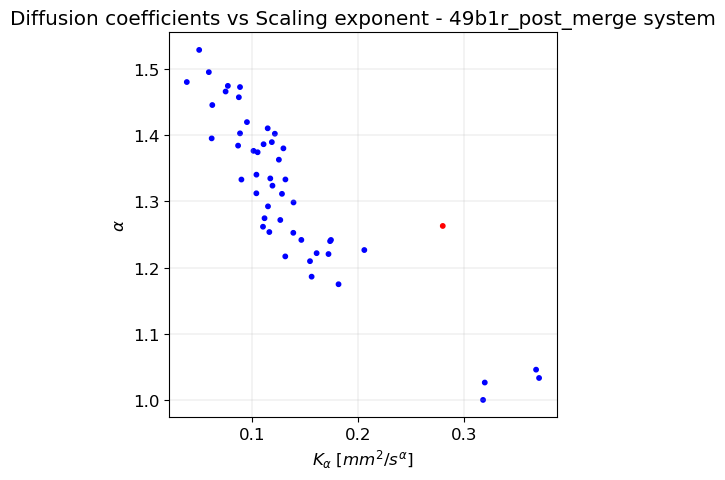 Diffusion coefficients vs Scaling exponent - 49b1r_post_merge system
1.5
1.4
1.3
α
1.2
1.1
1.0
0.1 0.2 0.3
K_α [mm²/s^α]